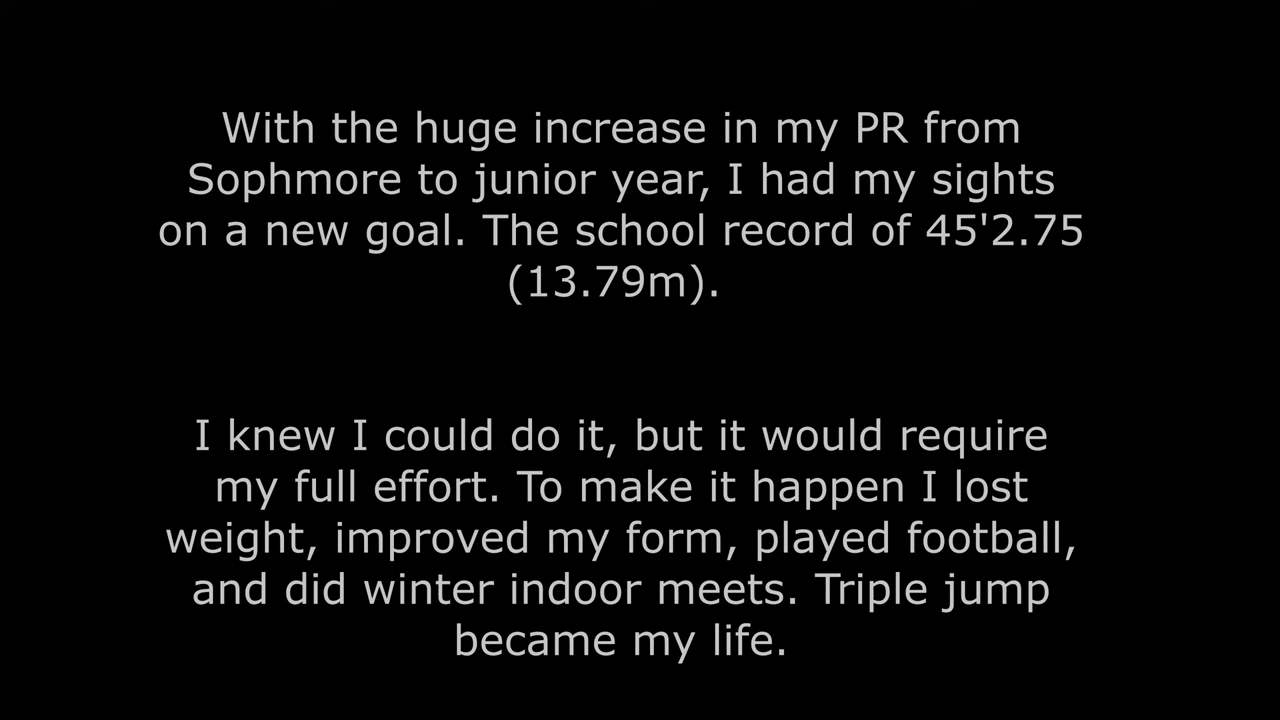 With the huge increase in my PR from
Sophmore to junior year, I had my sights
on a new goal. The school record of 45'2.75
(13.79m).
I knew I could do it, but it would require
my full effort. To make it happen I lost
weight, improved my form, played football,
and did winter indoor meets. Triple jump
became my life.